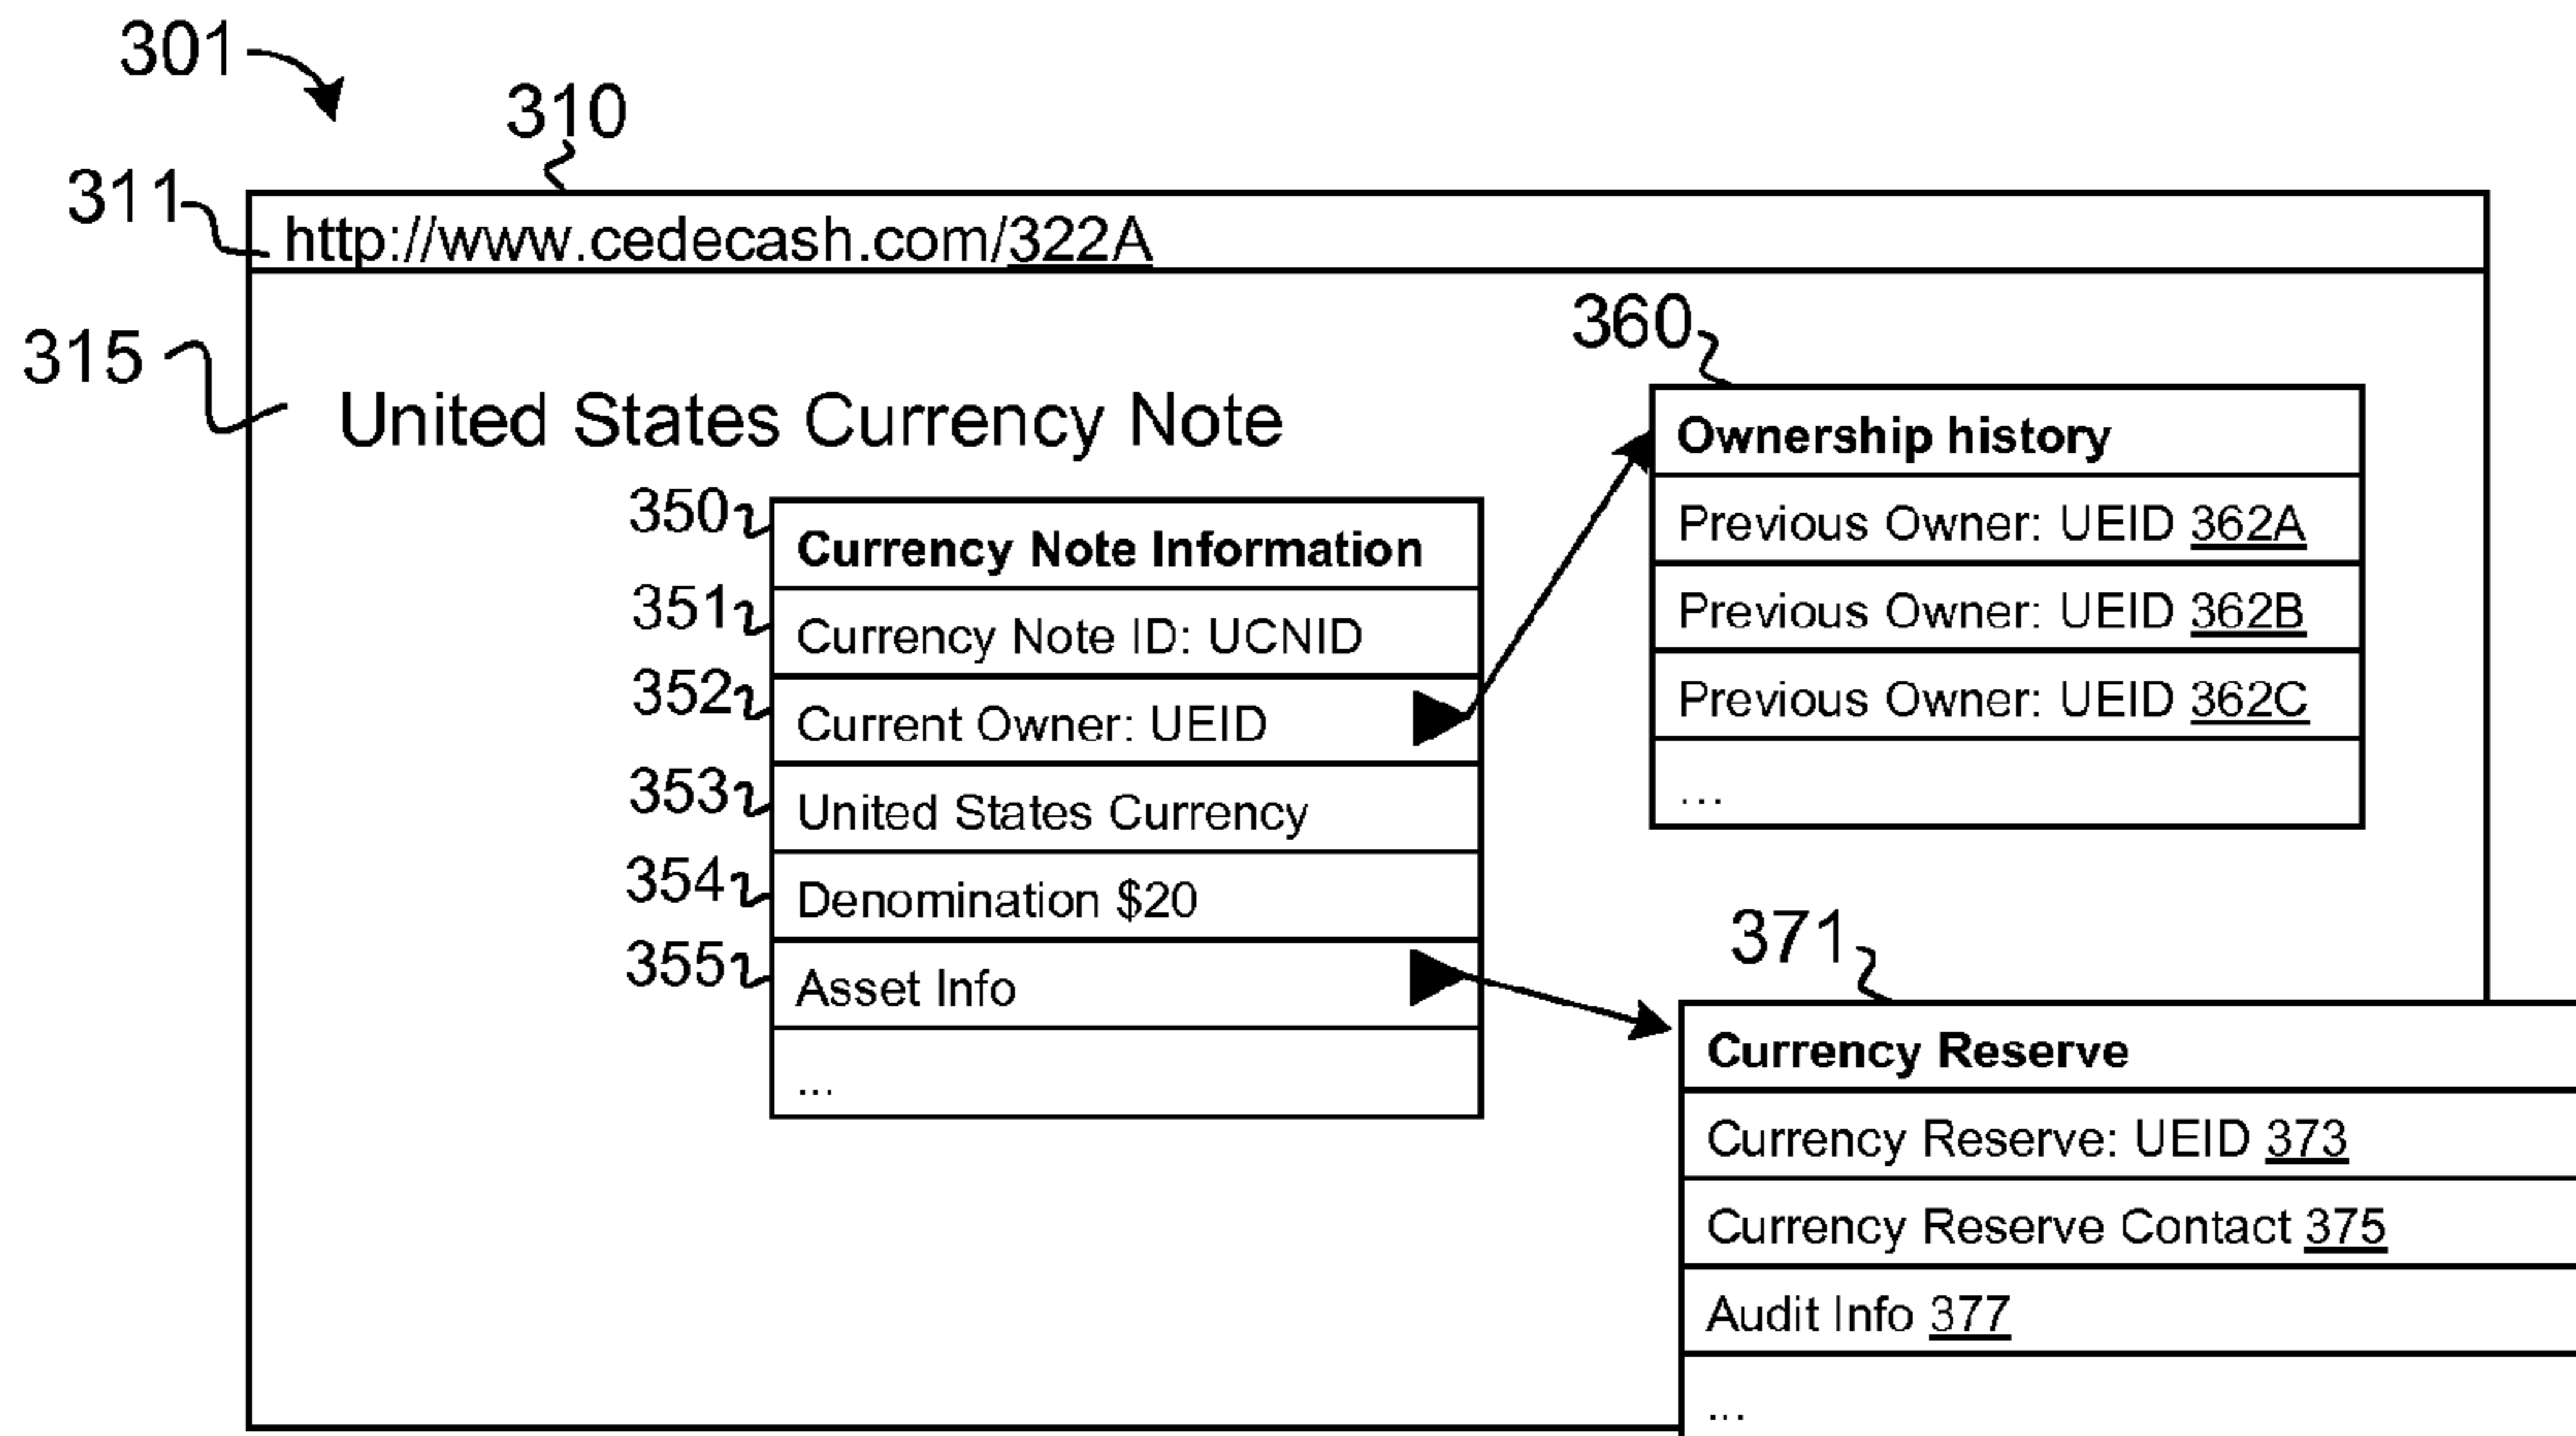 301
310
311
http://www.cedecash.com/322A
315
360
United States Currency Note
Ownership history
Previous Owner: UEID 362A
Previous Owner: UEID 362B
Previous Owner: UEID 362C
...
350
Currency Note Information
351
Currency Note ID: UCNID
352
Current Owner: UEID
353
United States Currency
354
Denomination $20
355
Asset Info
...
371
Currency Reserve
Currency Reserve: UEID 373
Currency Reserve Contact 375
Audit Info 377
...